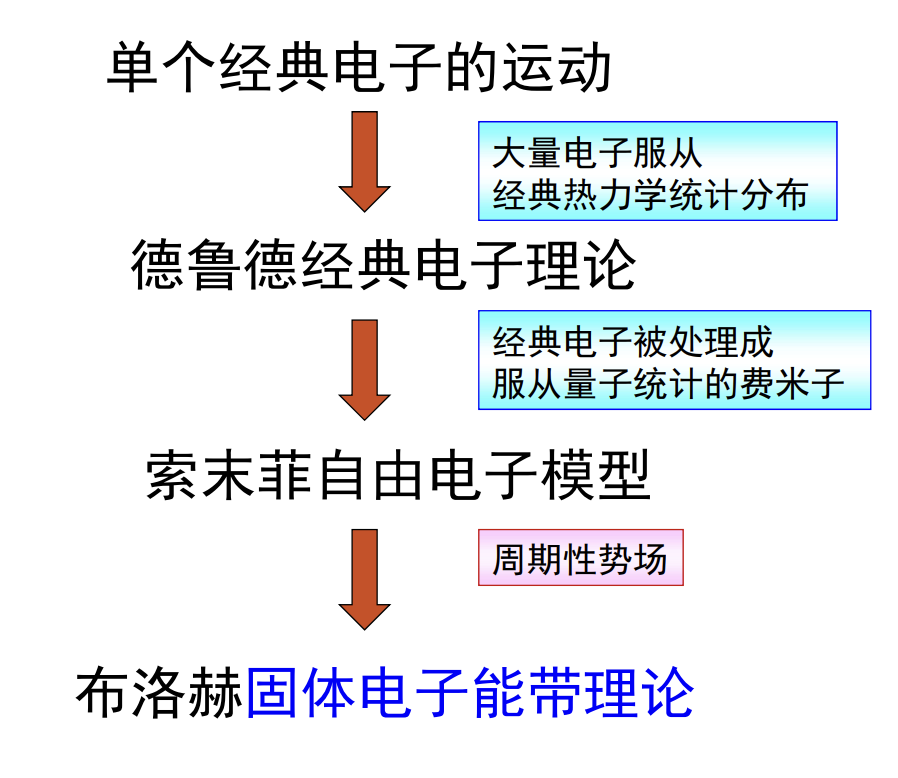 单个经典电子的运动
大量电子服从
经典热力学统计分布
德鲁德经典电子理论
经典电子被处理成
服从量子统计的费米子
索末菲自由电子模型
周期性势场
布洛赫固体电子能带理论